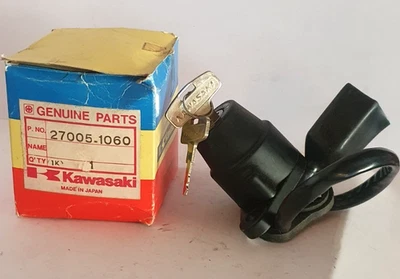 GENUINE PARTS
P. NO. 27005-1060
NAME
Q'TY 1
Kawasaki
MADE IN JAPAN